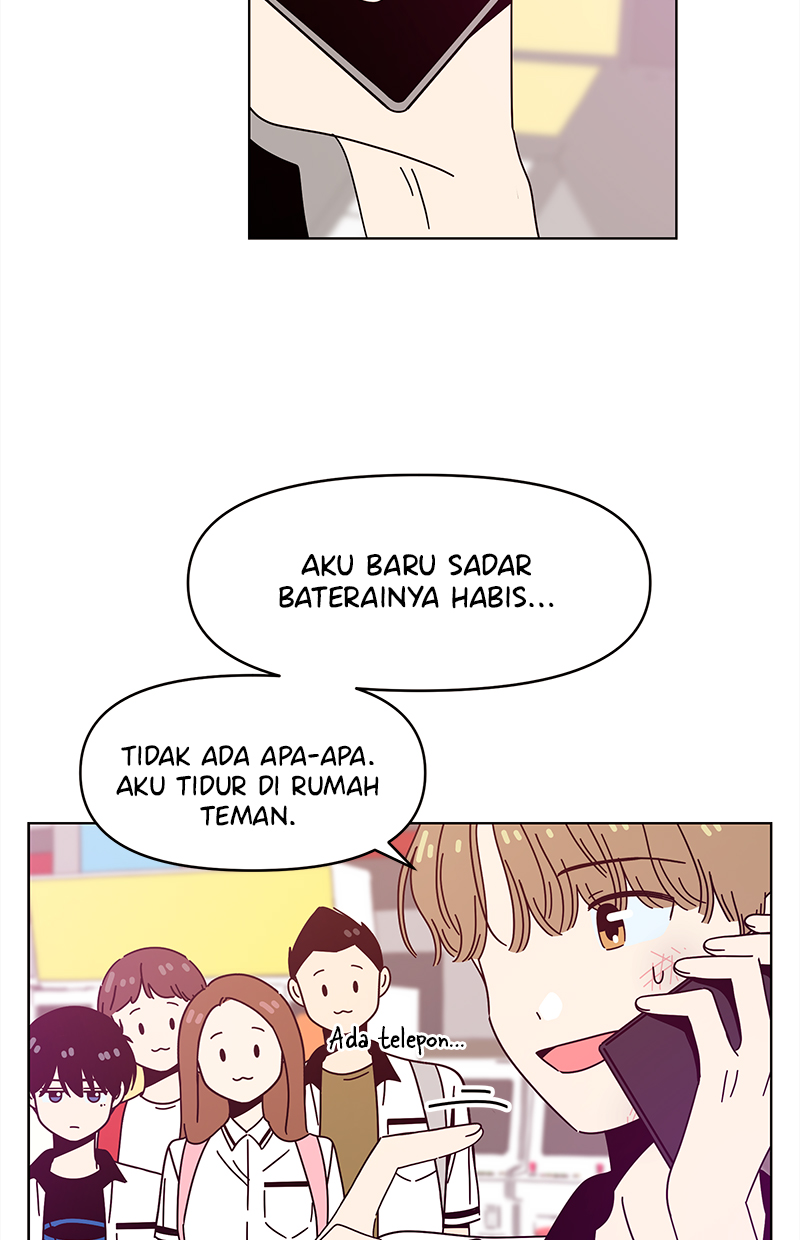 AKU BARU SADAR
BATERAINYA HABIS...
TIDAK ADA APA-APA.
AKU TIDUR DI RUMAH
TEMAN.
Ada telepon...